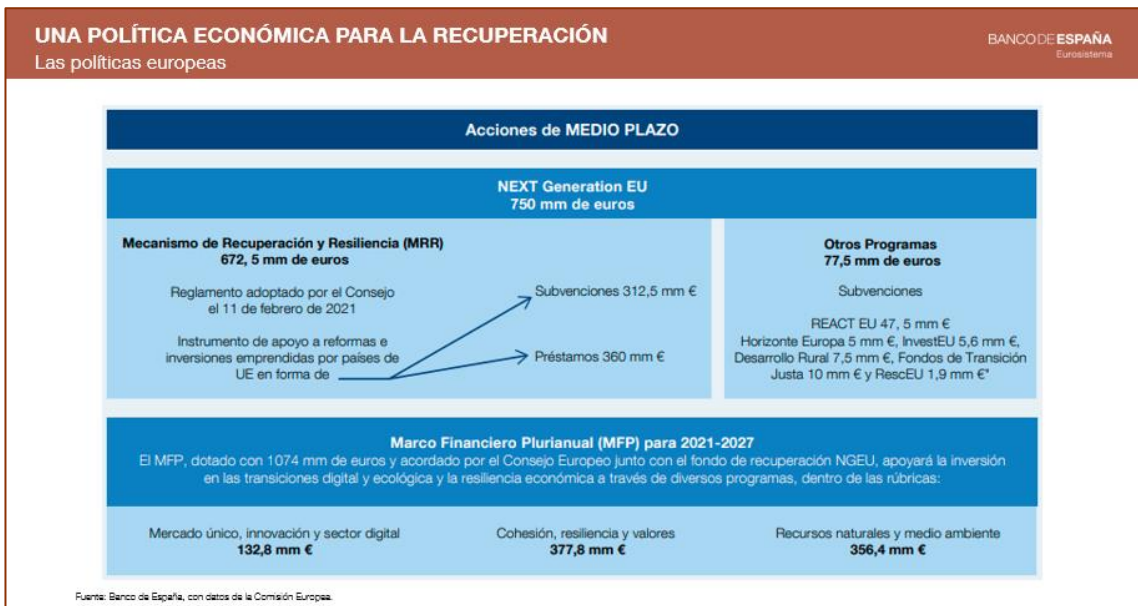 UNA POLÍTICA ECONÓMICA PARA LA RECUPERACIÓN
Las políticas europeas
BANCO DE ESPAÑA
Eurosistema
Acciones de MEDIO PLAZO
NEXT Generation EU
750 mm de euros
Mecanismo de Recuperación y Resiliencia (MRR)
672, 5 mm de euros
Reglamento adoptado por el Consejo
el 11 de febrero de 2021
Instrumento de apoyo a reformas e
inversiones emprendidas por países de
UE en forma de
Subvenciones 312,5 mm €
Préstamos 360 mm €
Otros Programas
77,5 mm de euros
Subvenciones
REACT EU 47, 5 mm €
Horizonte Europa 5 mm €, InvestEU 5,6 mm €,
Desarrollo Rural 7,5 mm €, Fondos de Transición
Justa 10 mm € y RescEU 1,9 mm €"
Marco Financiero Plurianual (MFP) para 2021-2027
El MFP, dotado con 1074 mm de euros y acordado por el Consejo Europeo junto con el fondo de recuperación NGEU, apoyará la inversión
en las transiciones digital y ecológica y la resiliencia económica a través de diversos programas, dentro de las rúbricas:
Mercado único, innovación y sector digital
132,8 mm €
Cohesión, resiliencia y valores
377,8 mm €
Recursos naturales y medio ambiente
356,4 mm €
Fuente: Banco de España, con datos de la Comisión Europea.